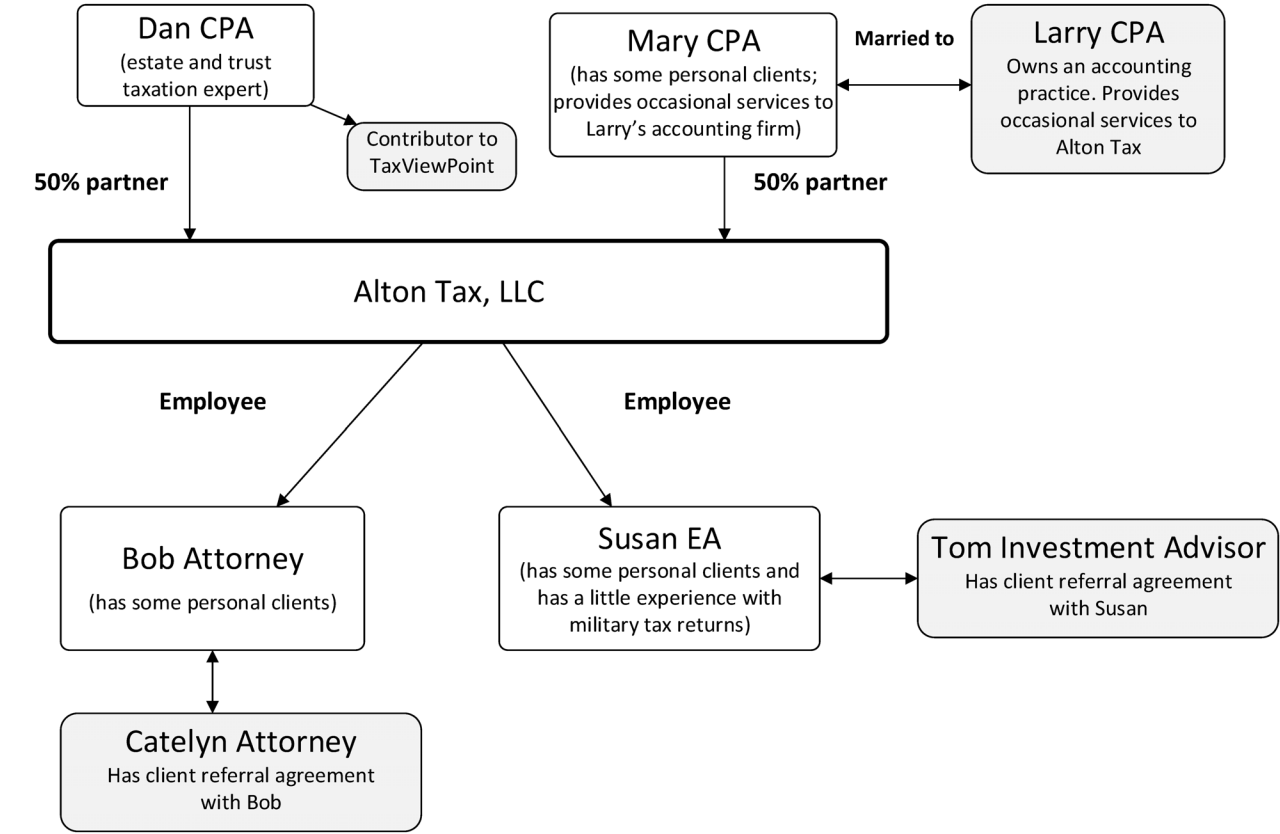 Dan CPA
(estate and trust
taxation expert)
Contributor to
TaxViewPoint
50% partner
Mary CPA
(has some personal clients;
provides occasional services to
Larry’s accounting firm)
Married to
Larry CPA
Owns an accounting
practice. Provides
occasional services to
Alton Tax
50% partner
Alton Tax, LLC
Employee
Employee
Bob Attorney
(has some personal clients)
Susan EA
(has some personal clients and
has a little experience with
military tax returns)
Tom Investment Advisor
Has client referral agreement
with Susan
Catelyn Attorney
Has client referral agreement
with Bob